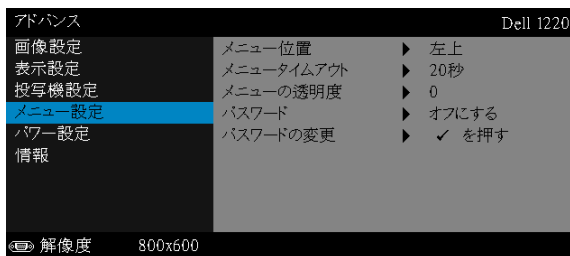 アドバンス Dell 1220
画像設定 メニュー位置 ▶ 左上
表示設定 メニュータイムアウト ▶ 20秒
投写機設定 メニューの透明度 ▶ 0
メニュー設定 パスワード ▶ オフにする
パワー設定 パスワードの変更 ▶ ✓ を押す
情報
解像度 800x600